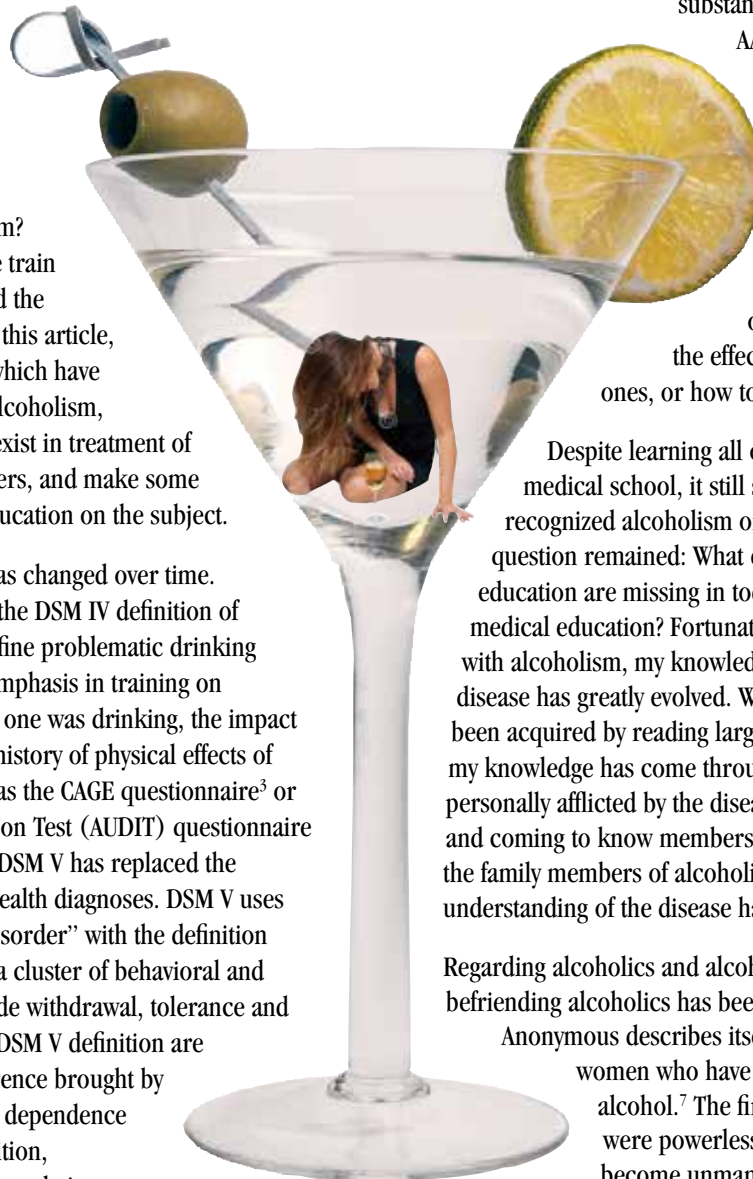 m?
e train
d the
this article,
which have
lcoholism,
exist in treatment of
ers, and make some
ucation on the subject.
as changed over time.
the DSM IV definition of
fine problematic drinking
mphasis in training on
one was drinking, the impact
history of physical effects of
as the CAGE questionnaire³ or
on Test (AUDIT) questionnaire
DSM V has replaced the
ealth diagnoses. DSM V uses
sorder” with the definition
a cluster of behavioral and
de withdrawal, tolerance and
DSM V definition are
rence brought by
dependence
ition,
substan
the effec
ones, or how to
Despite learning all
medical school, it still
recognized alcoholism o
question remained: What
education are missing in to
medical education? Fortunat
with alcoholism, my knowled
disease has greatly evolved. W
been acquired by reading larg
my knowledge has come throu
personally afflicted by the disea
and coming to know members
the family members of alcoholi
understanding of the disease ha
Regarding alcoholics and alcoh
befriending alcoholics has bee
Anonymous describes itse
women who have
alcohol.⁷ The fi
were powerless
become unman